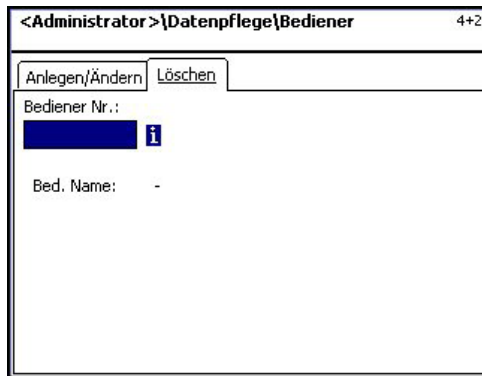 <Administrator>\Datenpflege\Bediener 4+2
Anlegen/Ändern Löschen
Bediener Nr.:
i
Bed. Name: -